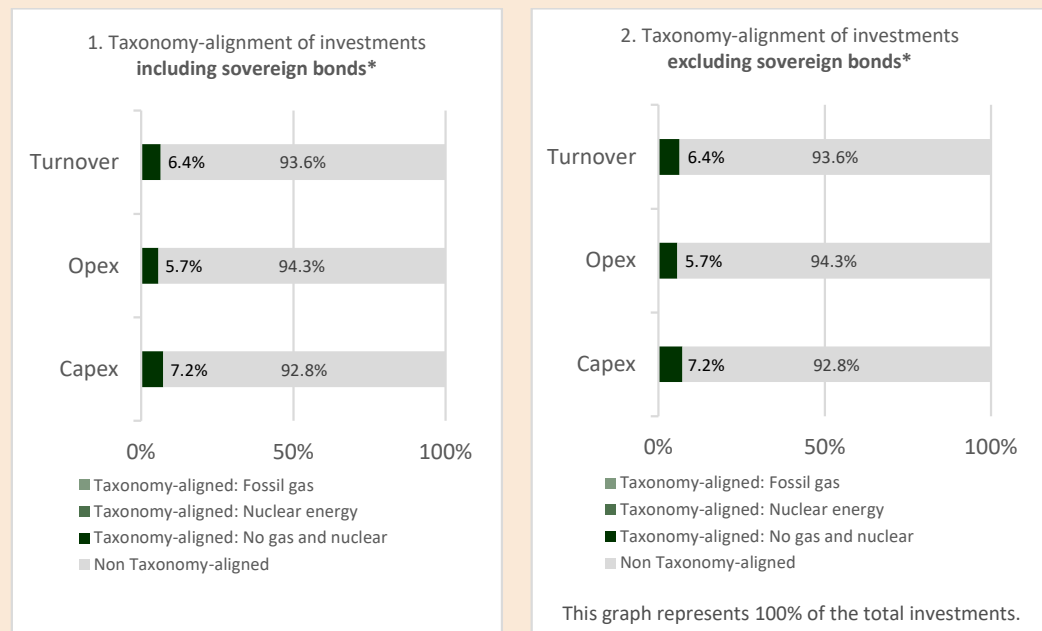 1. Taxonomy-alignment of investments
including sovereign bonds*
Turnover
6.4%
93.6%
Opex
5.7%
94.3%
Capex
7.2%
92.8%
0%
50%
100%
Taxonomy-aligned: Fossil gas
Taxonomy-aligned: Nuclear energy
Taxonomy-aligned: No gas and nuclear
Non Taxonomy-aligned
2. Taxonomy-alignment of investments
excluding sovereign bonds*
Turnover
6.4%
93.6%
Opex
5.7%
94.3%
Capex
7.2%
92.8%
0%
50%
100%
Taxonomy-aligned: Fossil gas
Taxonomy-aligned: Nuclear energy
Taxonomy-aligned: No gas and nuclear
Non Taxonomy-aligned
This graph represents 100% of the total investments.